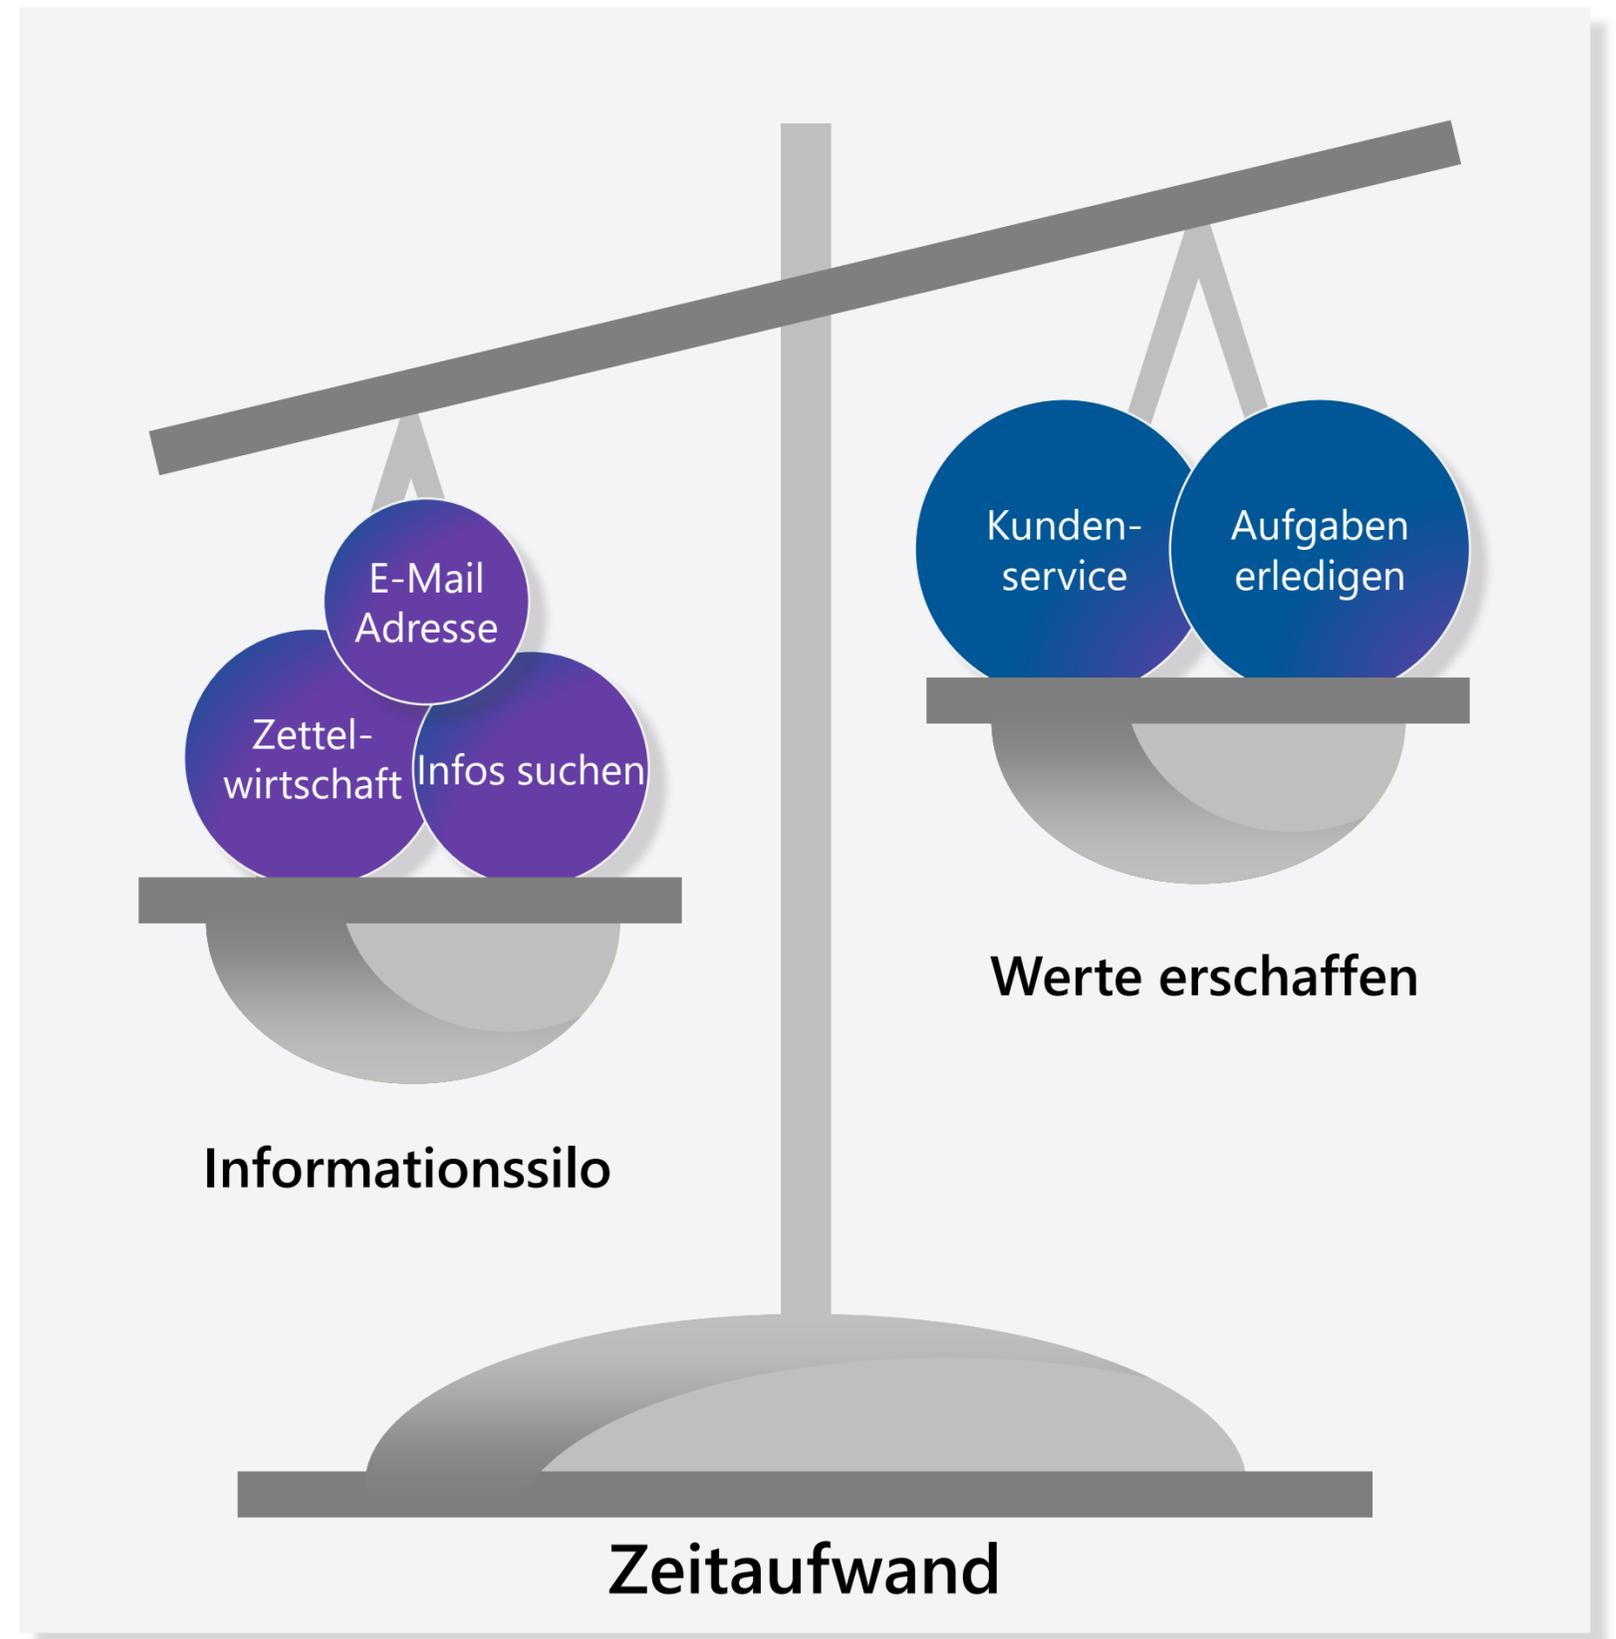 E-Mail
Adresse
Zettel-
wirtschaft
Infos suchen
Informationssilo
Kunden-
service
Aufgaben
erledigen
Werte erschaffen
Zeitaufwand